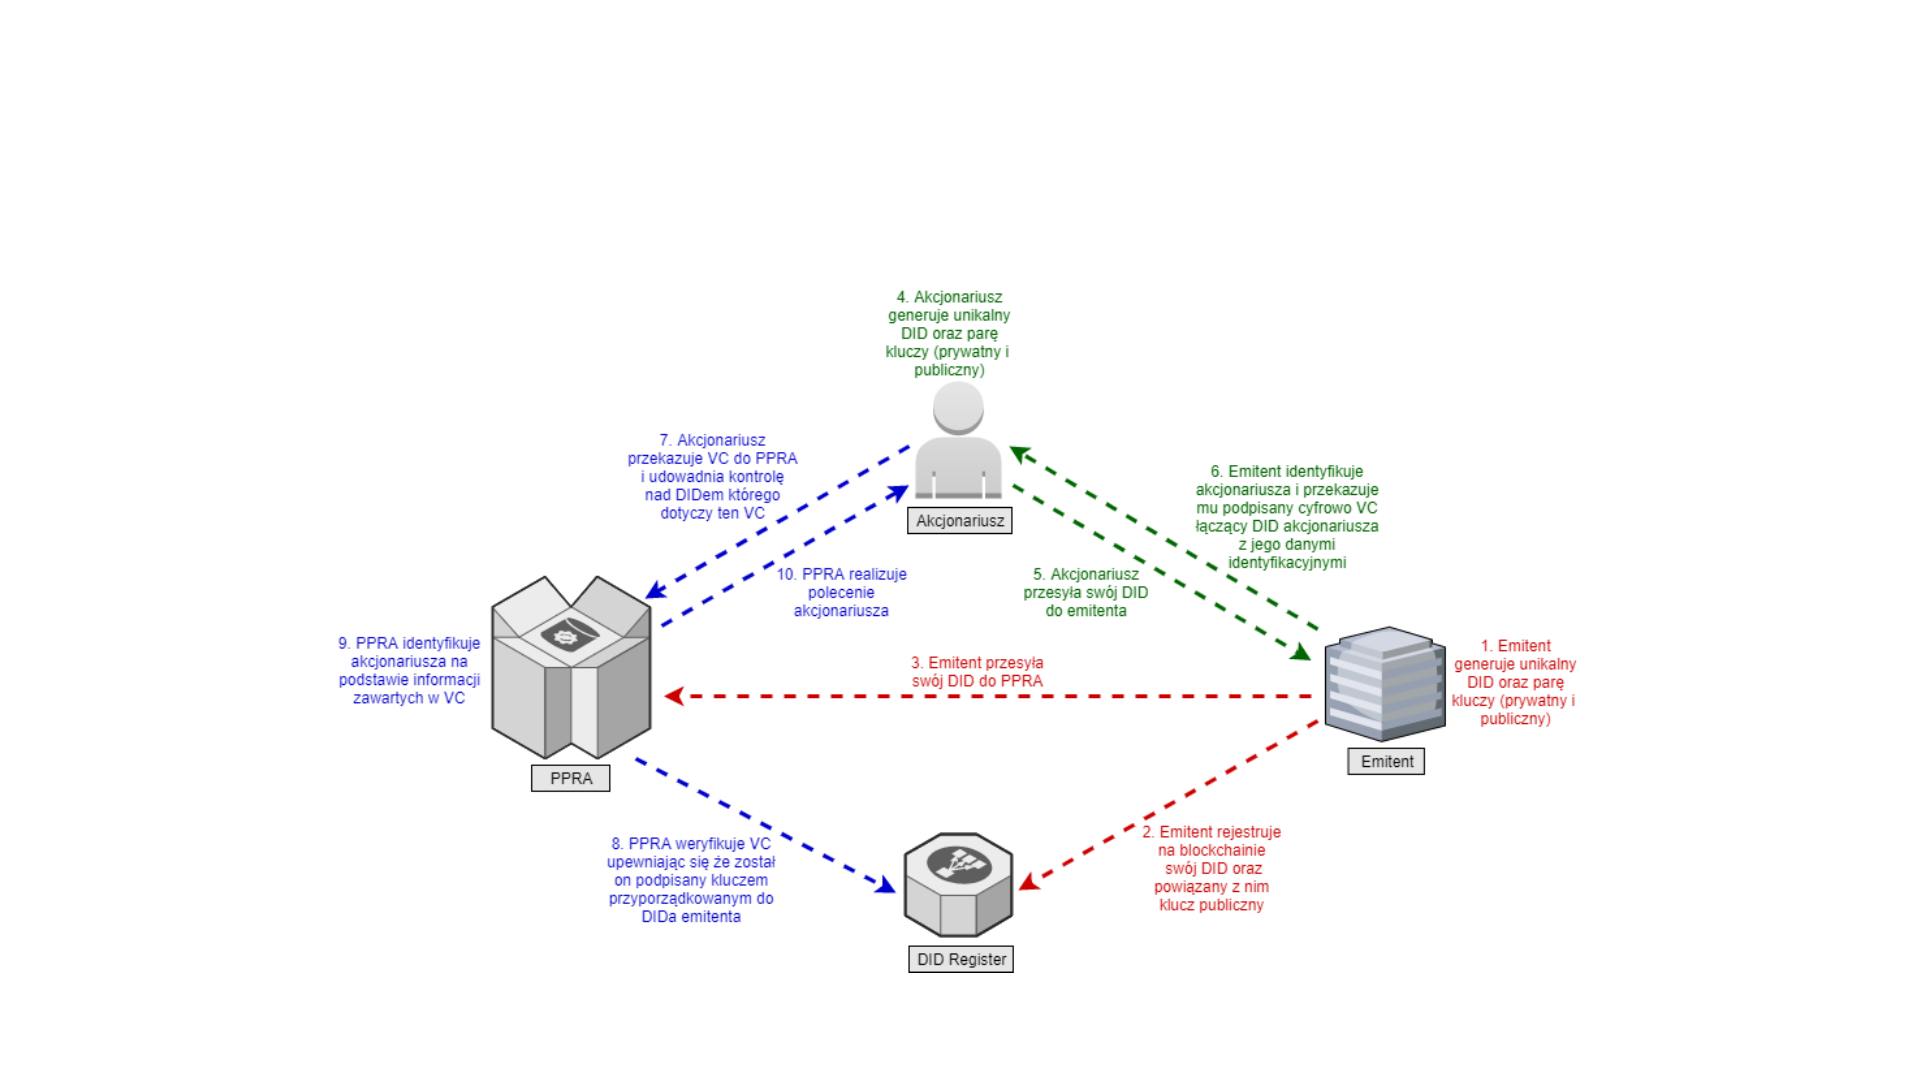 4. Akcjonariusz
generuje unikalny
DID oraz parę
kluczy (prywatny i
publiczny)
7. Akcjonariusz
przekazuje VC do PPRA
i udowadnia kontrolę
nad DIDem którego
dotyczy ten VC
6. Emitent identyfikuje
akcjonariusza i przekazuje
mu podpisany cyfrowo VC
łączący DID akcjonariusza
z jego danymi
identyfikacyjnymi
Akcjonariusz
10. PPRA realizuje
polecenie
akcjonariusza
5. Akcjonariusz
przesyła swój DID
do emitenta
9. PPRA identyfikuje
akcjonariusza na
podstawie informacji
zawartych w VC
3. Emitent przesyła
swój DID do PPRA
1. Emitent
generuje unikalny
DID oraz parę
kluczy (prywatny i
publiczny)
PPRA
Emitent
8. PPRA weryfikuje VC
upewniając się że został
on podpisany kluczem
przyporządkowanym do
DIDa emitenta
2. Emitent rejestruje
na blockchainie
swój DID oraz
powiązany z nim
klucz publiczny
DID Register